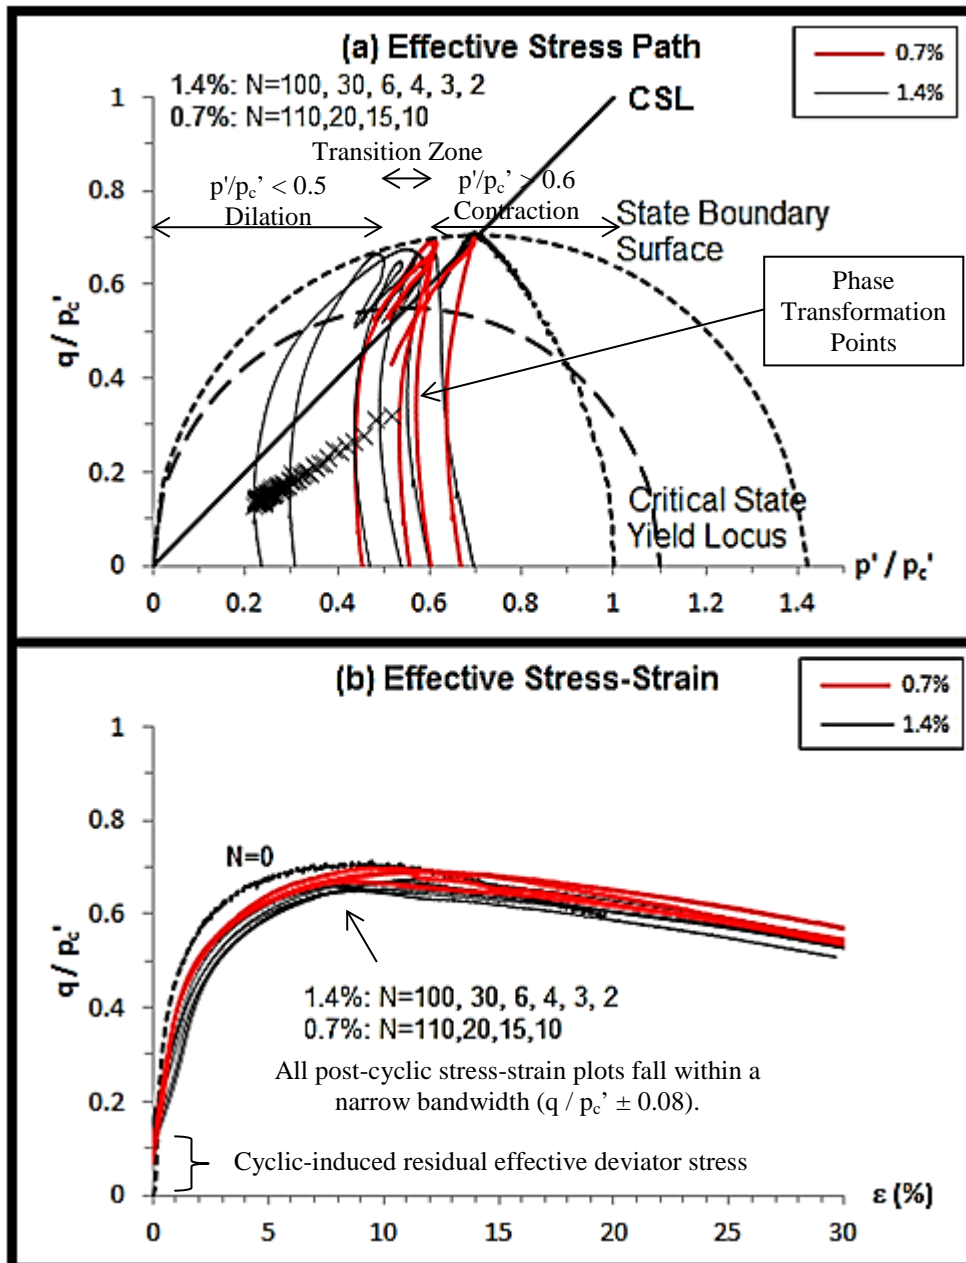 (a) Effective Stress Path
0.7%
1.4%
1.4%: N=100, 30, 6, 4, 3, 2
0.7%: N=110,20,15,10
CSL
Transition Zone
p'/pc' < 0.5
Dilation
p'/pc' > 0.6
Contraction
State Boundary
Surface
Phase
Transformation
Points
Critical State
Yield Locus
q / pc'
1
0.8
0.6
0.4
0.2
0
p' / pc'
0 0.2 0.4 0.6 0.8 1 1.2 1.4
(b) Effective Stress-Strain
0.7%
1.4%
N=0
1.4%: N=100, 30, 6, 4, 3, 2
0.7%: N=110,20,15,10
All post-cyclic stress-strain plots fall within a
narrow bandwidth (q / pc’ ± 0.08).
Cyclic-induced residual effective deviator stress
q / pc'
1
0.8
0.6
0.4
0.2
0
ε (%)
0 5 10 15 20 25 30